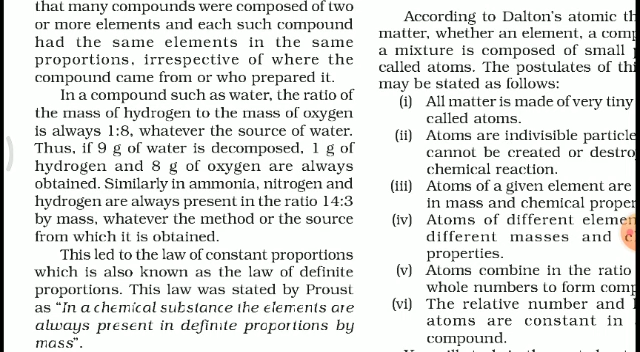 that many compounds were composed of two
or more elements and each such compound
had the same elements in the same
proportions, irrespective of where the
compound came from or who prepared it.
In a compound such as water, the ratio of
the mass of hydrogen to the mass of oxygen
is always 1:8, whatever the source of water.
Thus, if 9 g of water is decomposed, 1 g of
hydrogen and 8 g of oxygen are always
obtained. Similarly in ammonia, nitrogen and
hydrogen are always present in the ratio 14:3
by mass, whatever the method or the source
from which it is obtained.
This led to the law of constant proportions
which is also known as the law of definite
proportions. This law was stated by Proust
as “In a chemical substance the elements are
always present in definite proportions by
mass”.
According to Dalton’s atomic
matter, whether an element, a
a mixture is composed of small
called atoms. The postulates of
may be stated as follows:
(i) All matter is made of very tiny
called atoms.
(ii) Atoms are indivisible
cannot be created or
chemical reaction.
(iii) Atoms of a given element are
in mass and chemical
(iv) Atoms of different
different masses and
properties.
(v) Atoms combine in the ratio
whole numbers to form
(vi) The relative number and
atoms are constant in
compound.